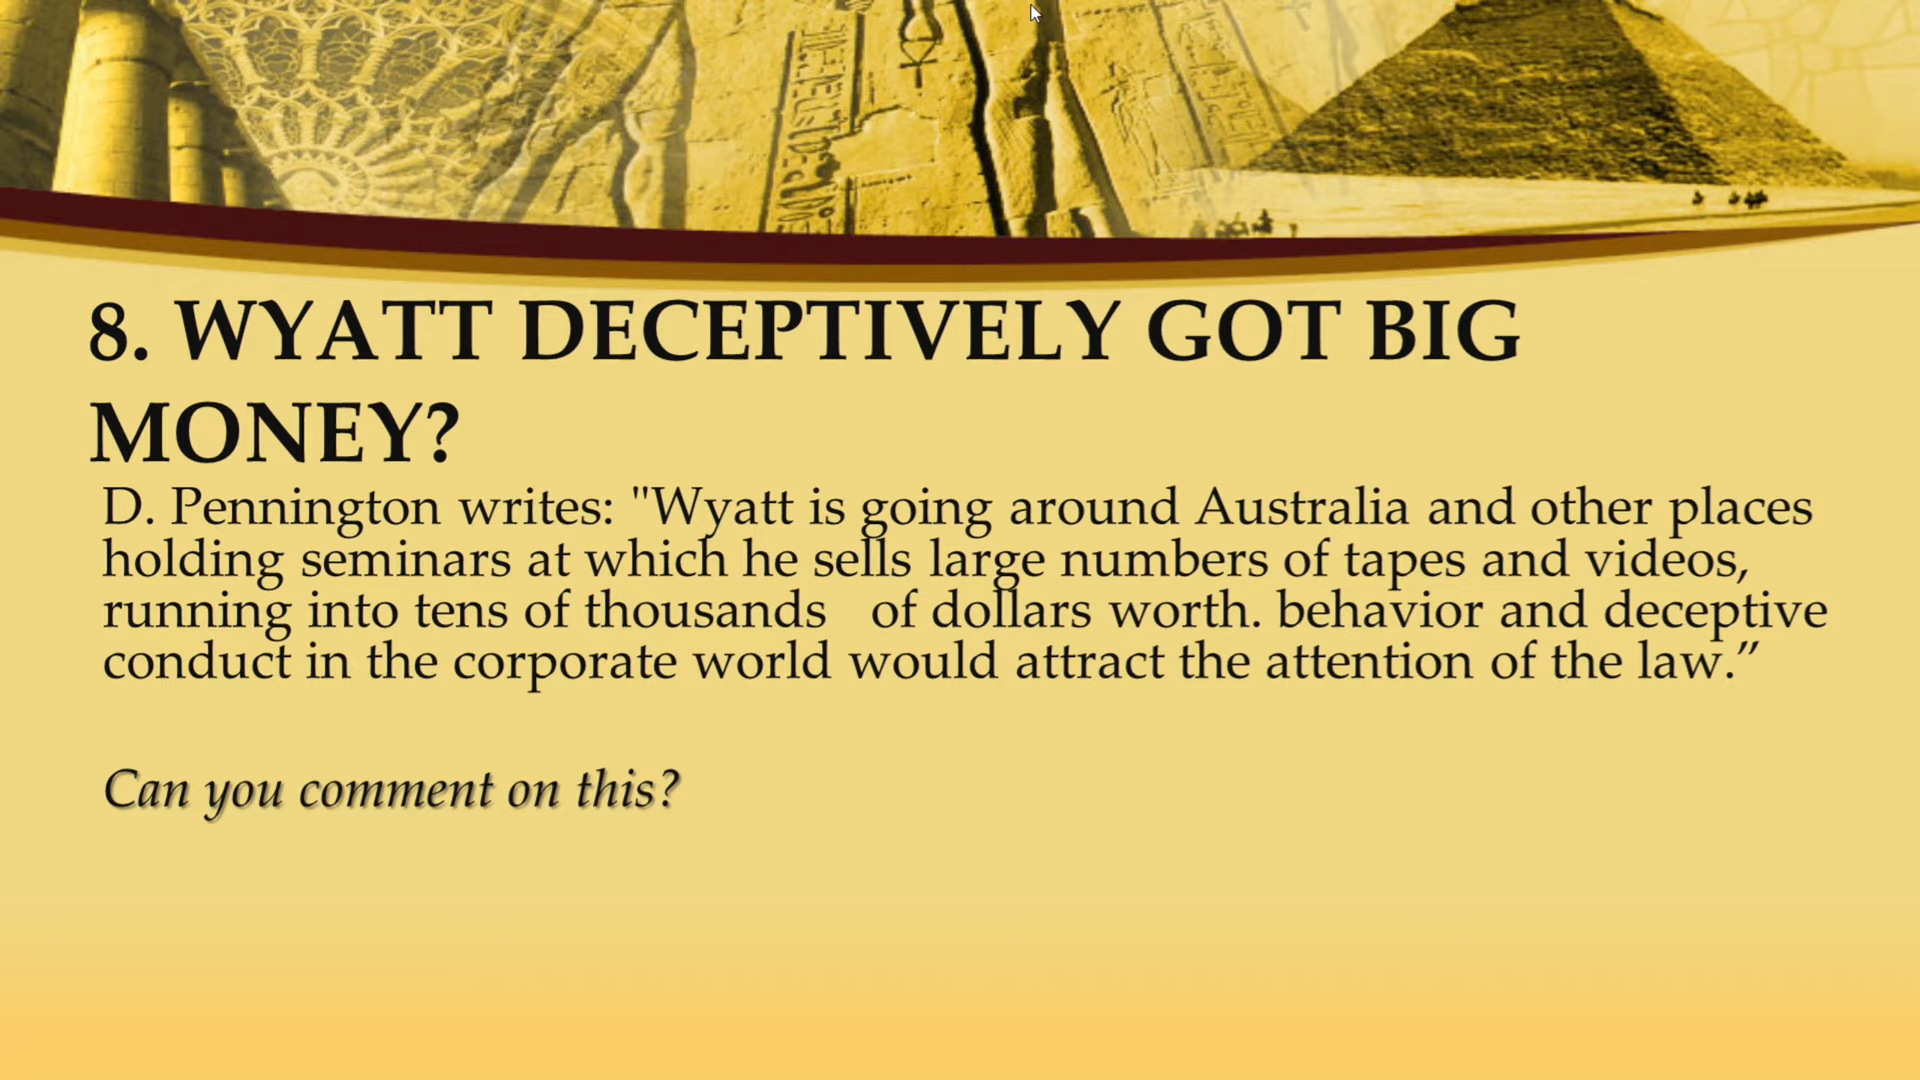 8. WYATT DECEPTIVELY GOT BIG
MONEY?
D. Pennington writes: "Wyatt is going around Australia and other places
holding seminars at which he sells large numbers of tapes and videos,
running into tens of thousands of dollars worth. behavior and deceptive
conduct in the corporate world would attract the attention of the law.”
Can you comment on this?